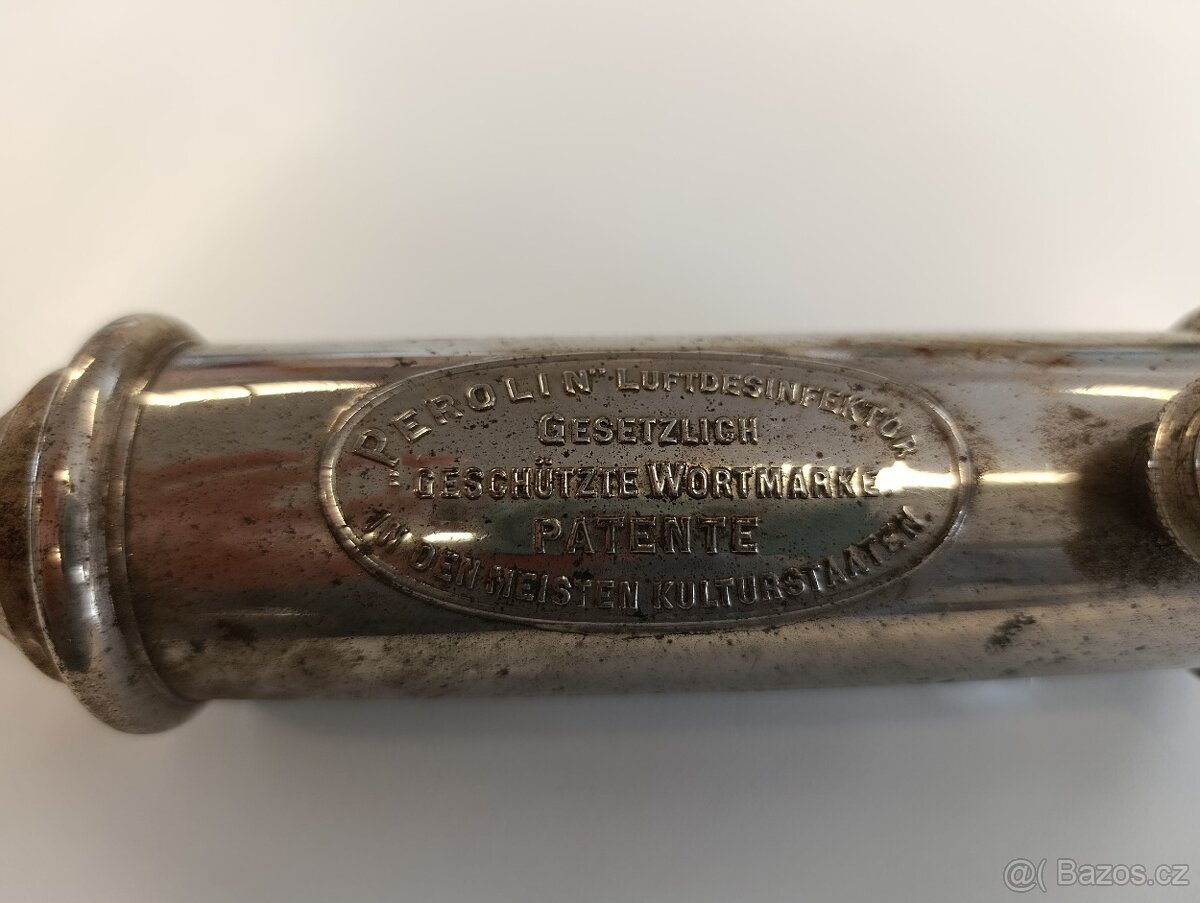 „PEROLIN" LUFTDESINFEKTOR
GESETZLICH
GESCHÜTZTE WORTMARKE
PATENTE
IN DEN MEISTEN KULTURSTAATEN.
@( Bazos.cz